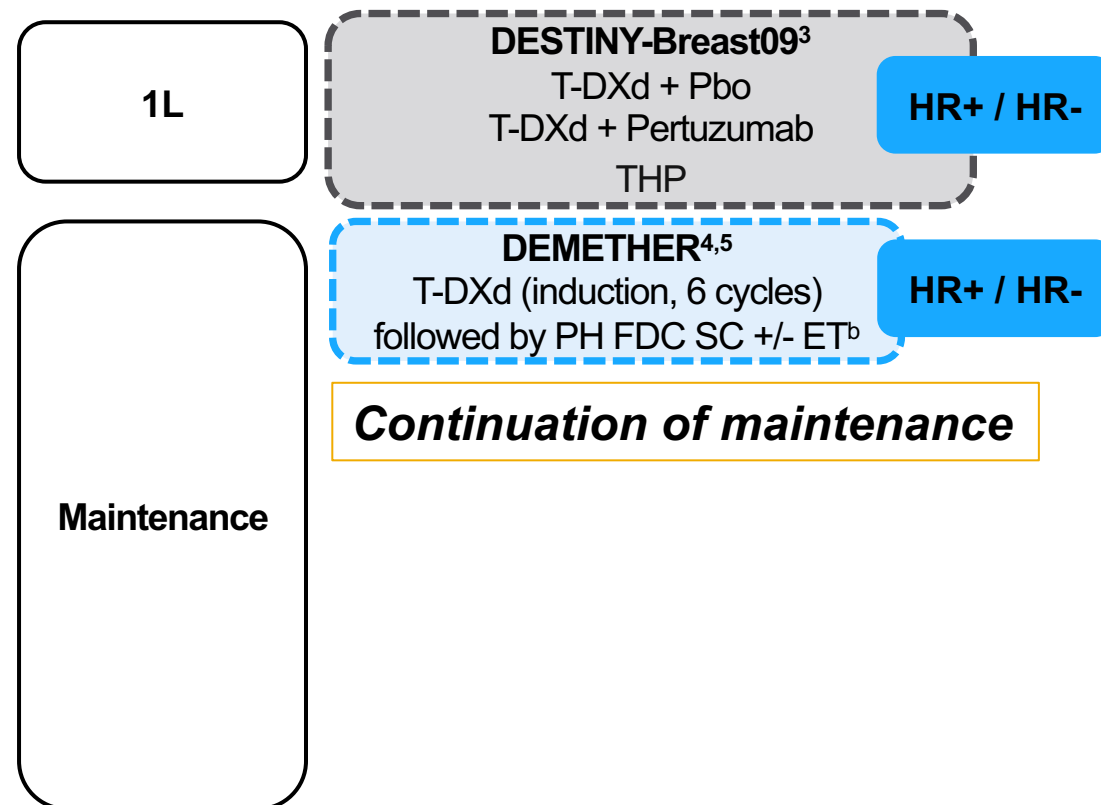 1L
DESTINY-Breast09³
T-DXd + Pbo
T-DXd + Pertuzumab
THP
HR+ / HR-
DEMETHER⁴,⁵
T-DXd (induction, 6 cycles)
followed by PH FDC SC +/- ETᵇ
HR+ / HR-
Continuation of maintenance
Maintenance